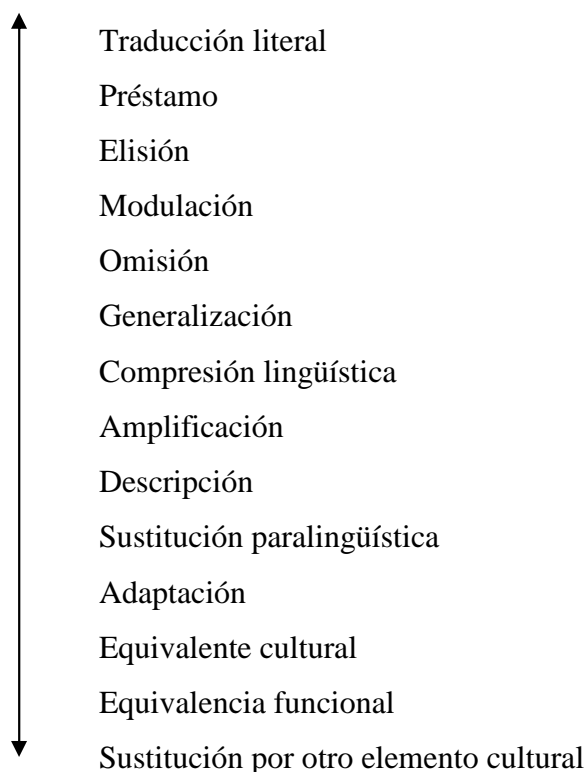 Traducción literal
Préstamo
Elisión
Modulación
Omisión
Generalización
Compresión lingüística
Amplificación
Descripción
Sustitución paralingüística
Adaptación
Equivalente cultural
Equivalencia funcional
Sustitución por otro elemento cultural